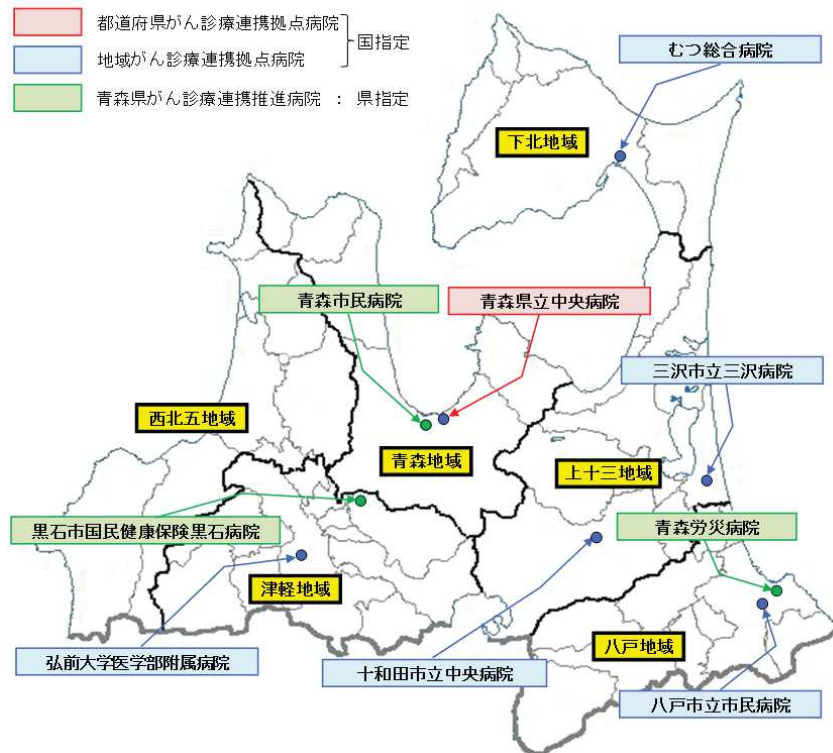 都道府県がん診療連携拠点病院
国指定
地域がん診療連携拠点病院
青森県がん診療連携推進病院 : 県指定
むつ総合病院
下北地域
青森市民病院
青森県立中央病院
三沢市立三沢病院
西北五地域
青森地域
上十三地域
黒石市国民健康保険黒石病院
青森労災病院
津軽地域
弘前大学医学部附属病院
十和田市立中央病院
八戸地域
八戸市立市民病院